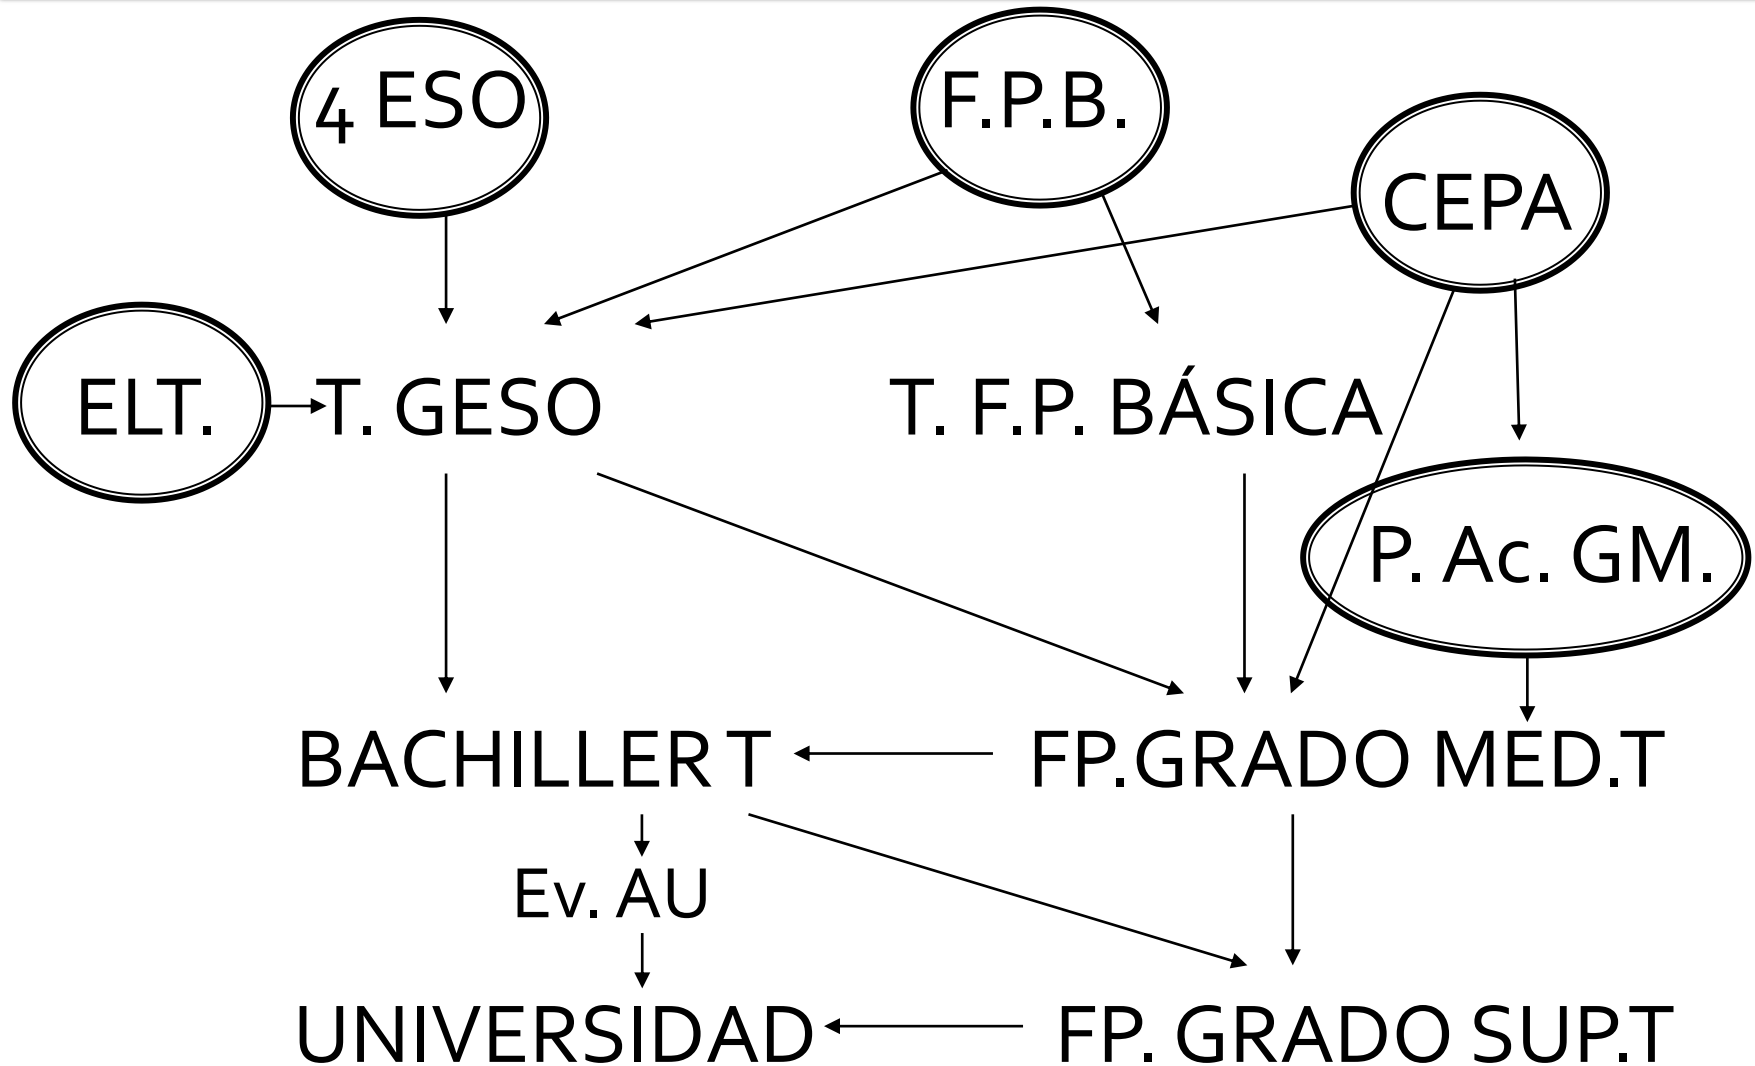 4 ESO
F.P.B.
CEPA
ELT.
T. GESO
T. F.P. BÁSICA
P. Ac. GM.
BACHILLER T
FP.GRADO MED.T
Ev. AU
UNIVERSIDAD
FP. GRADO SUP.T